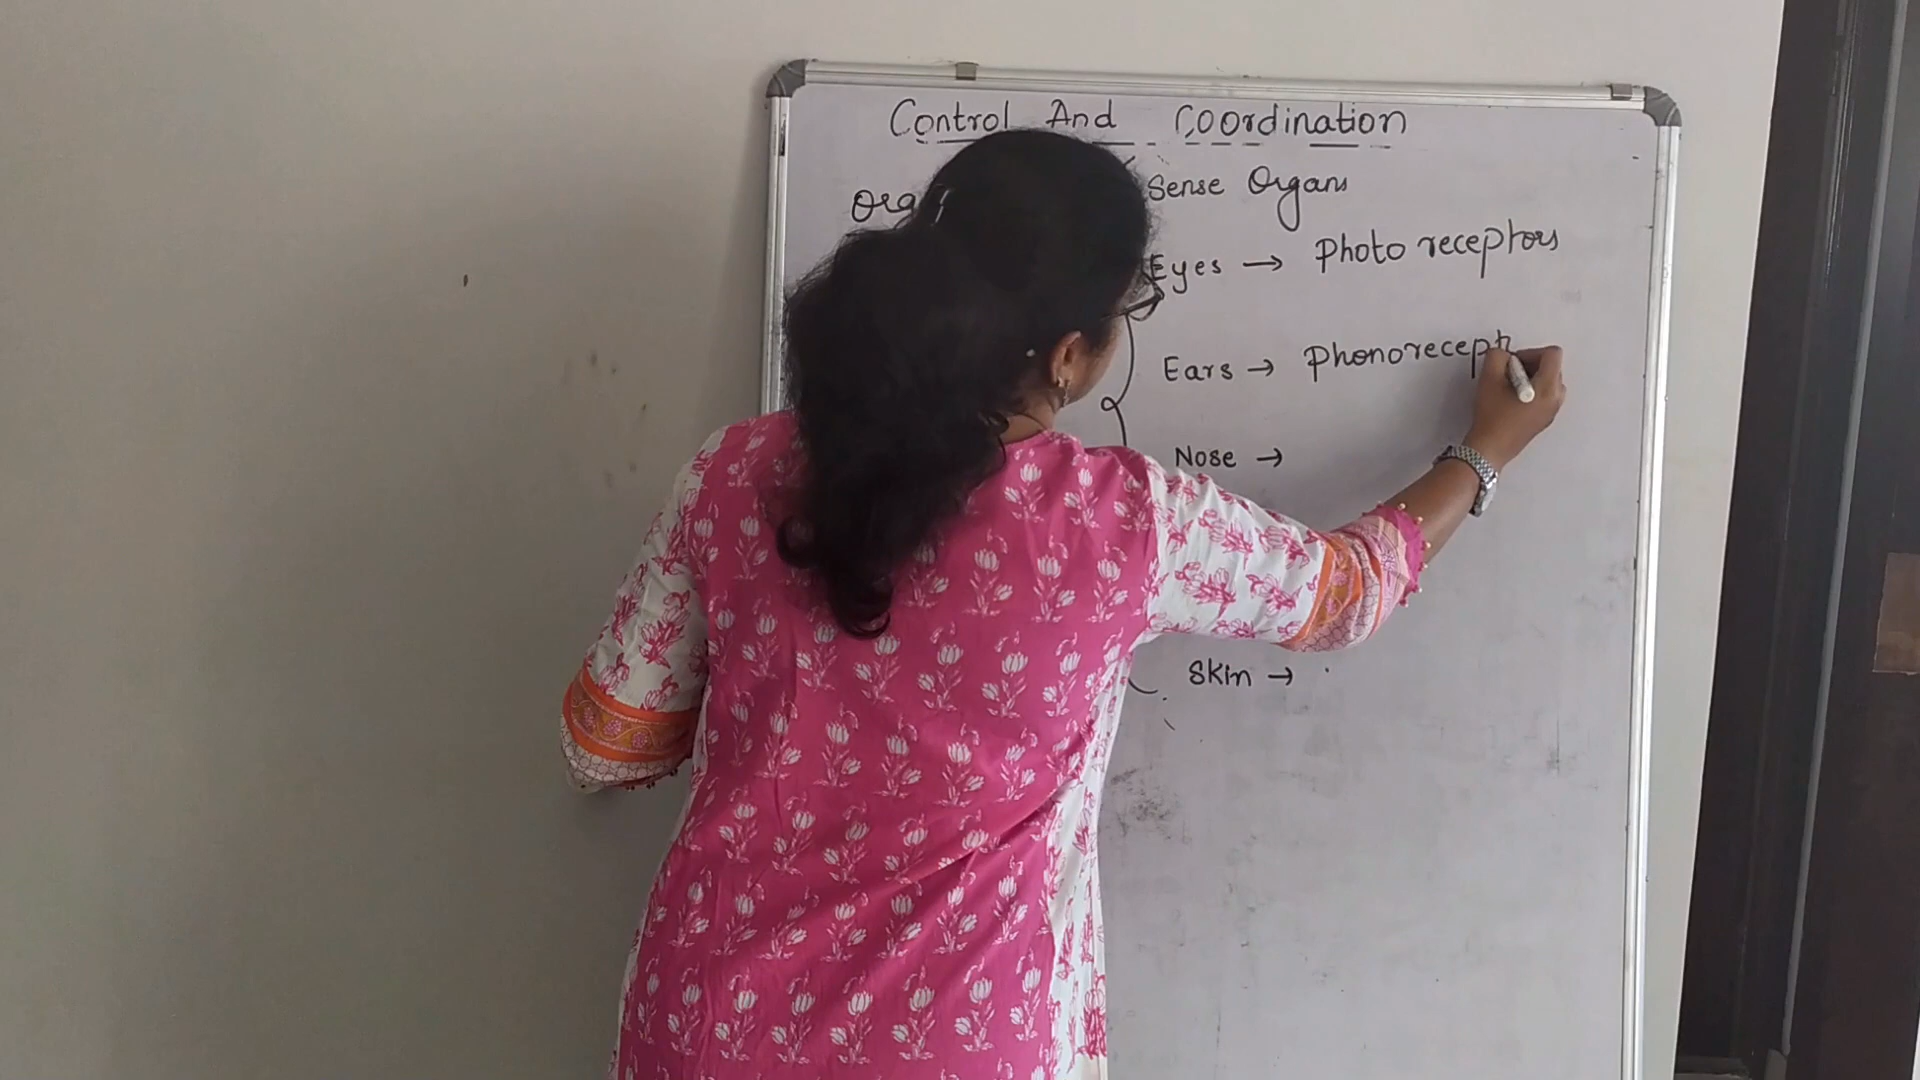 Control And Coordination
Sense Organs
Eyes → Photo receptors
Ears → Phonorecept
Nose →
Skin →